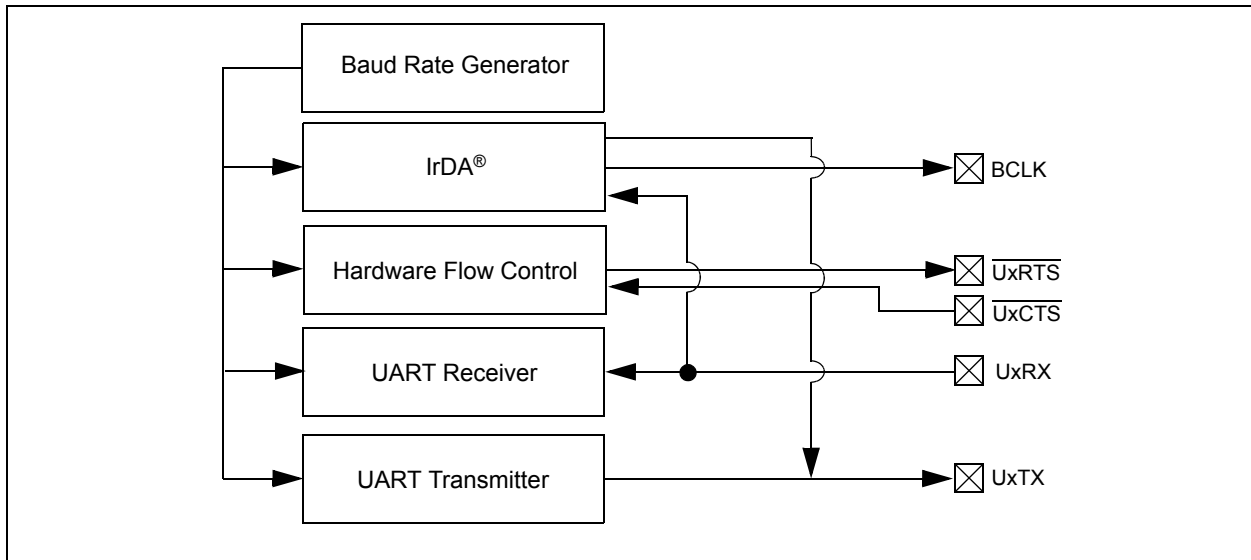 Baud Rate Generator
IrDA®
BCLK
Hardware Flow Control
UxRTS
UxCTS
UART Receiver
UxRX
UART Transmitter
UxTX